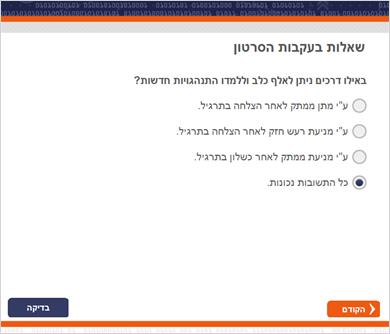 שאלות בעקבות הסרטון
באילו דרכים ניתן לאלף כלב וללמדו התנהגויות חדשות?
ע"י מתן ממתק לאחר הצלחה בתרגיל.
ע"י מניעת רעש חזק לאחר הצלחה בתרגיל.
ע"י מניעת ממתק לאחר כשלון בתרגיל.
כל התשובות נכונות.
הקודם
בדיקה